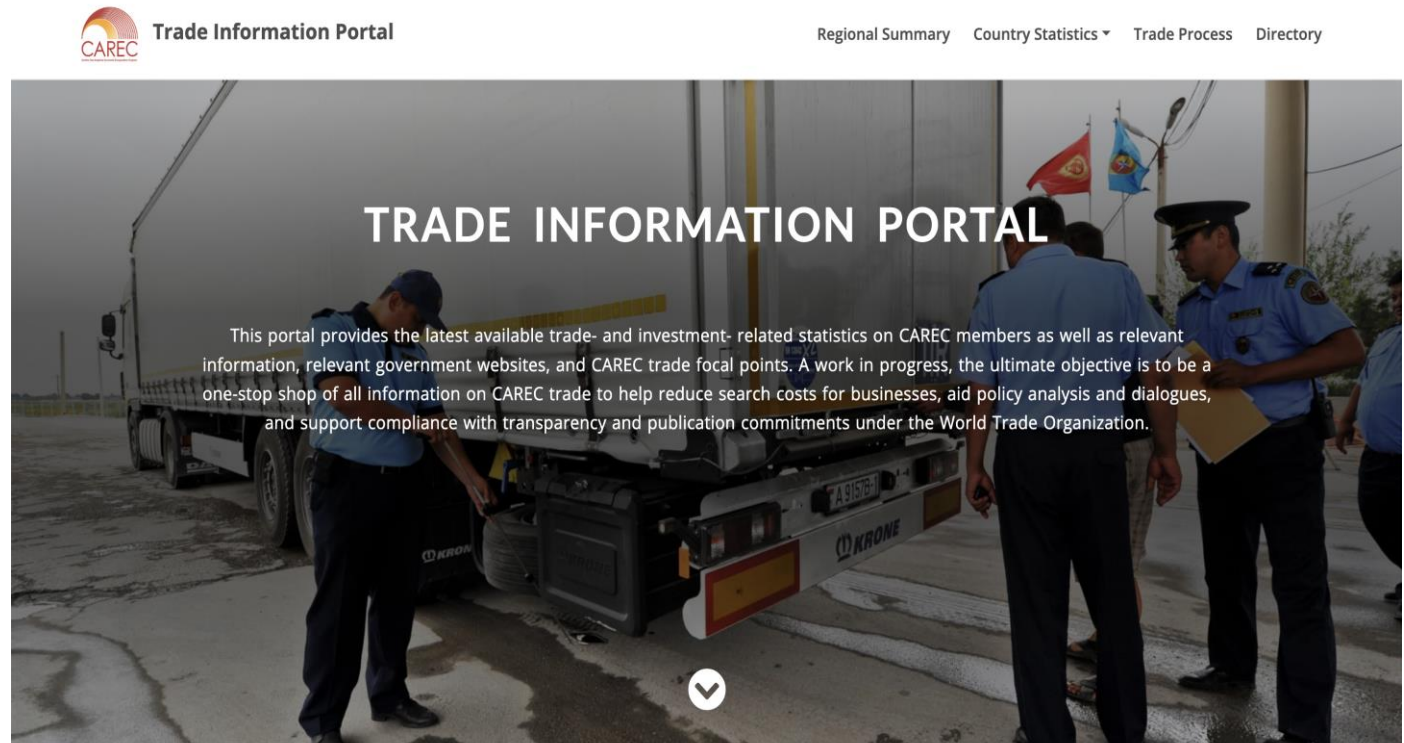 CAREC
Trade Information Portal
Regional Summary
Country Statistics
Trade Process
Directory
TRADE INFORMATION PORTAL
This portal provides the latest available trade- and investment- related statistics on CAREC members as well as relevant
information, relevant government websites, and CAREC trade focal points. A work in progress, the ultimate objective is to be a
one-stop shop of all information on CAREC trade to help reduce search costs for businesses, aid policy analysis and dialogues,
and support compliance with transparency and publication commitments under the World Trade Organization.
A 9157B-1
KRONE
KRON